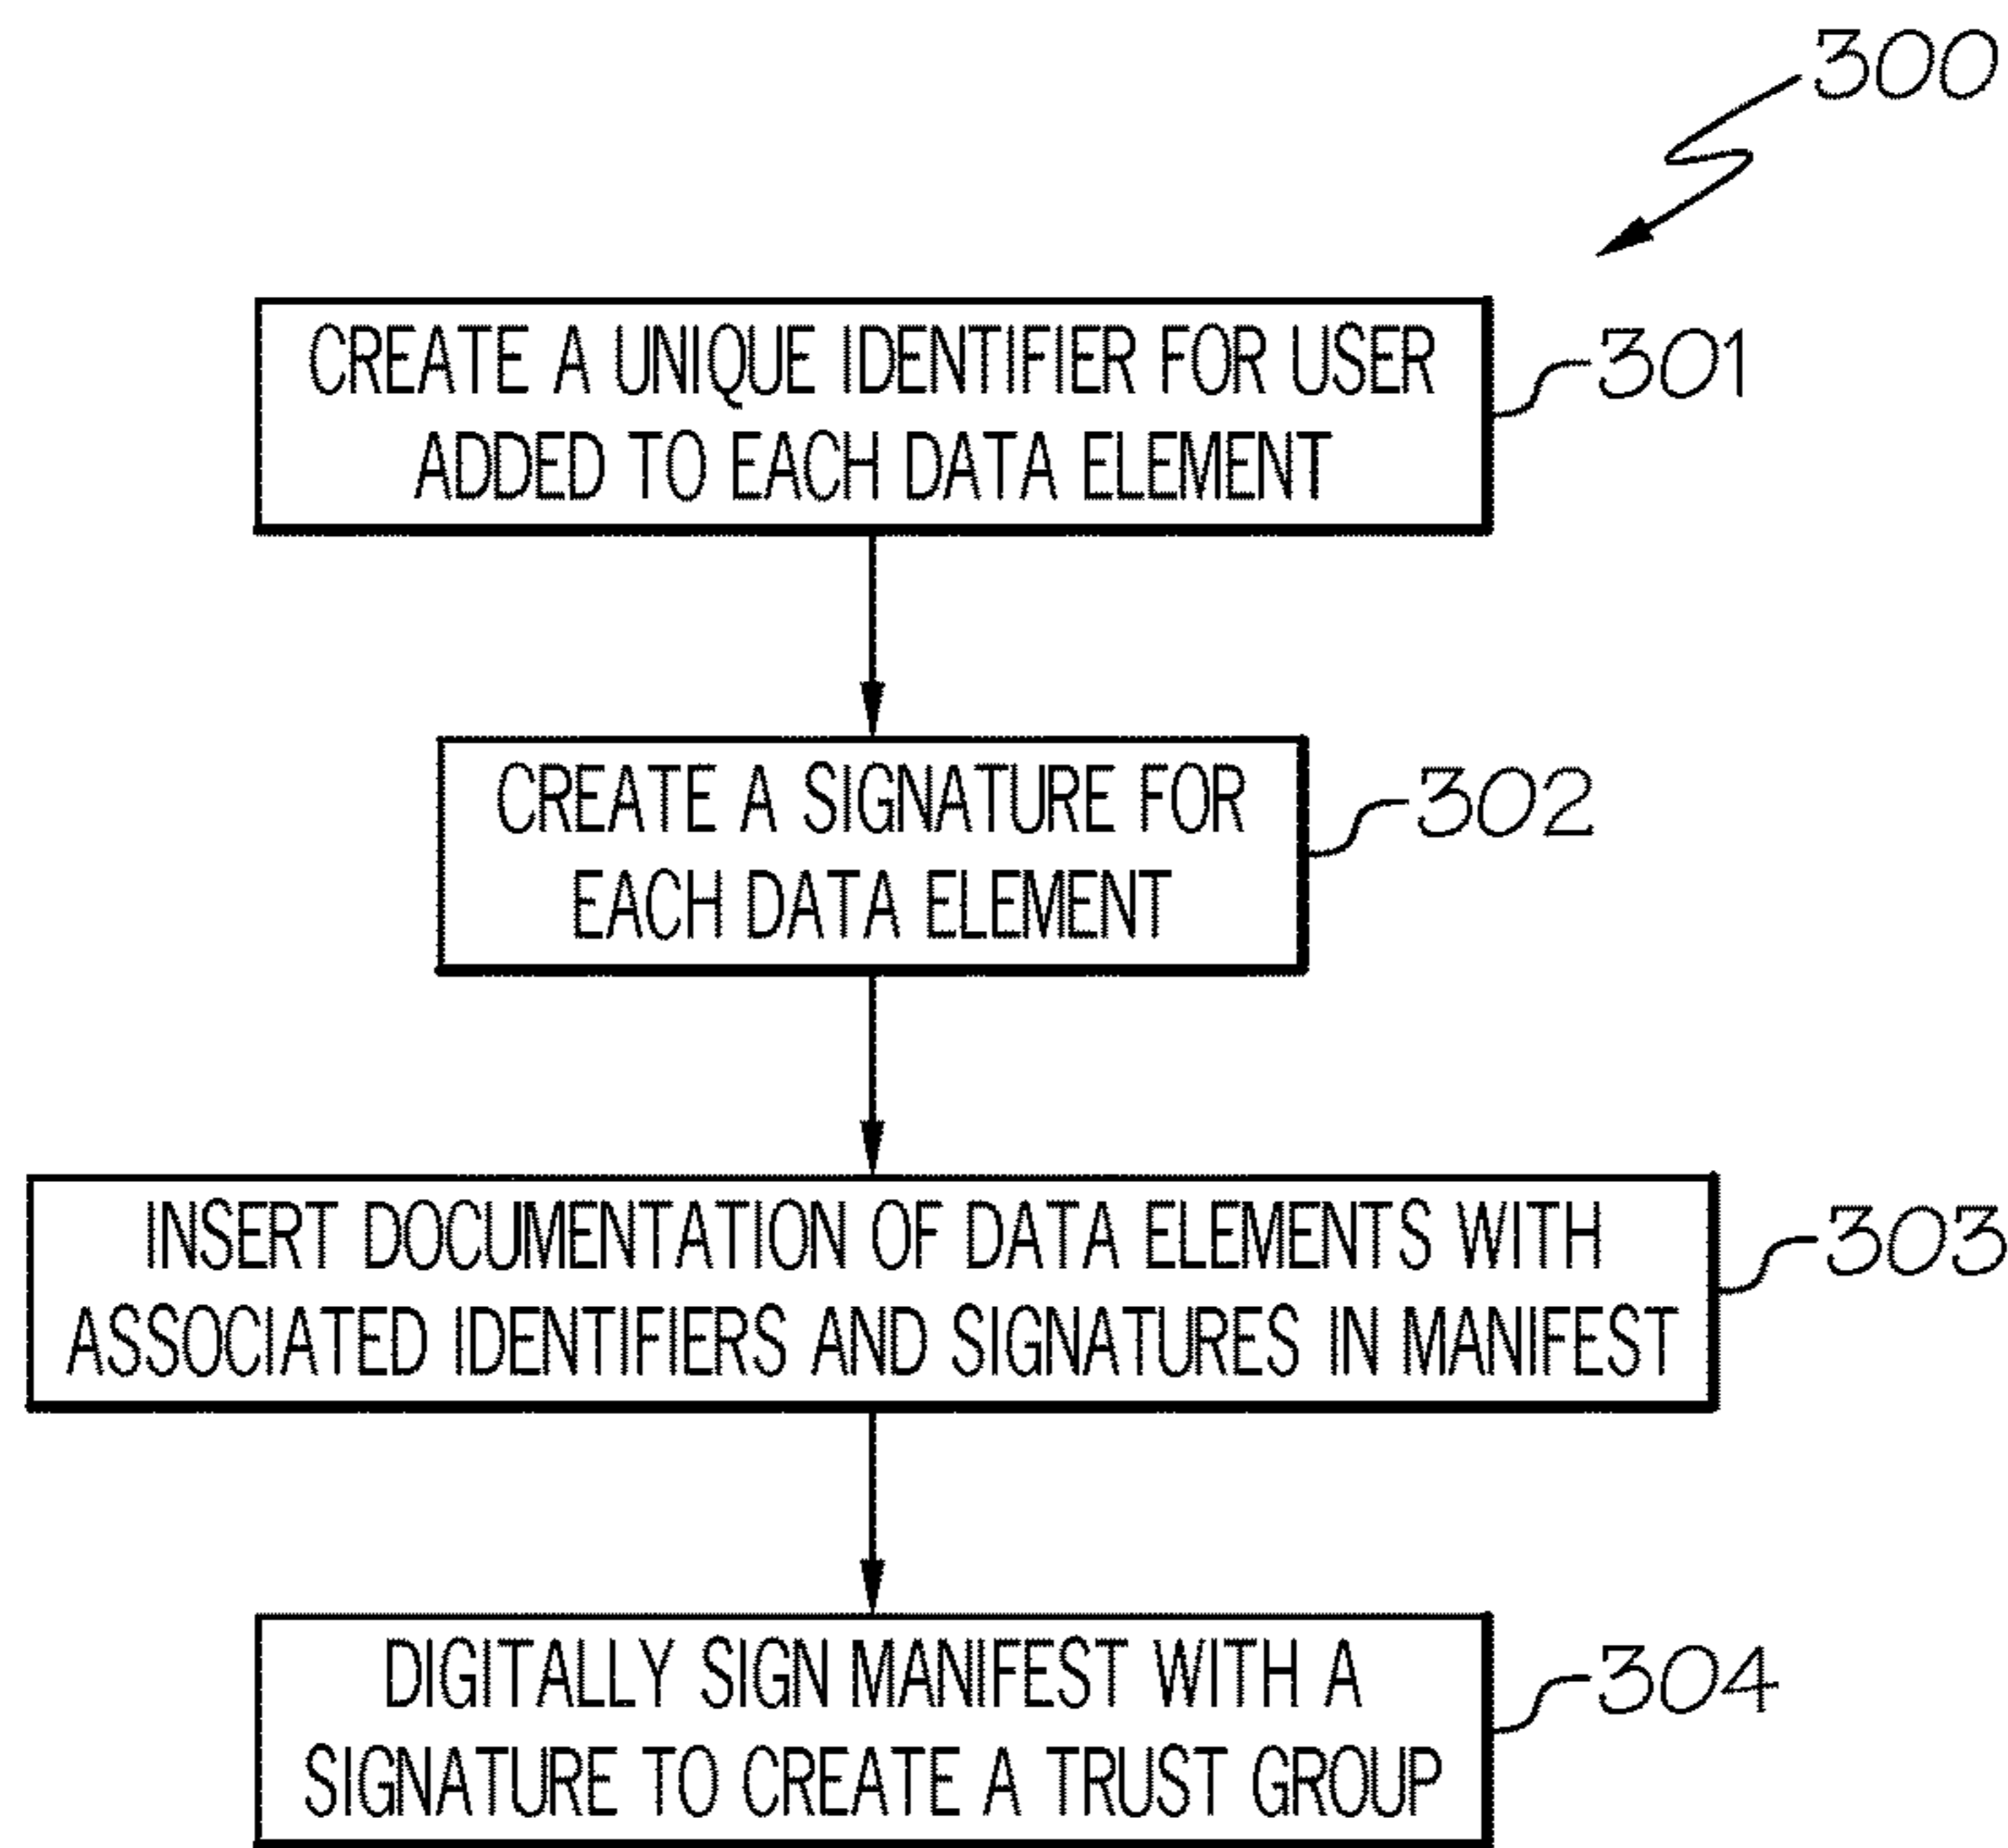 300
CREATE A UNIQUE IDENTIFIER FOR USER
ADDED TO EACH DATA ELEMENT
301
CREATE A SIGNATURE FOR
EACH DATA ELEMENT
302
INSERT DOCUMENTATION OF DATA ELEMENTS WITH
ASSOCIATED IDENTIFIERS AND SIGNATURES IN MANIFEST
303
DIGITALLY SIGN MANIFEST WITH A
SIGNATURE TO CREATE A TRUST GROUP
304